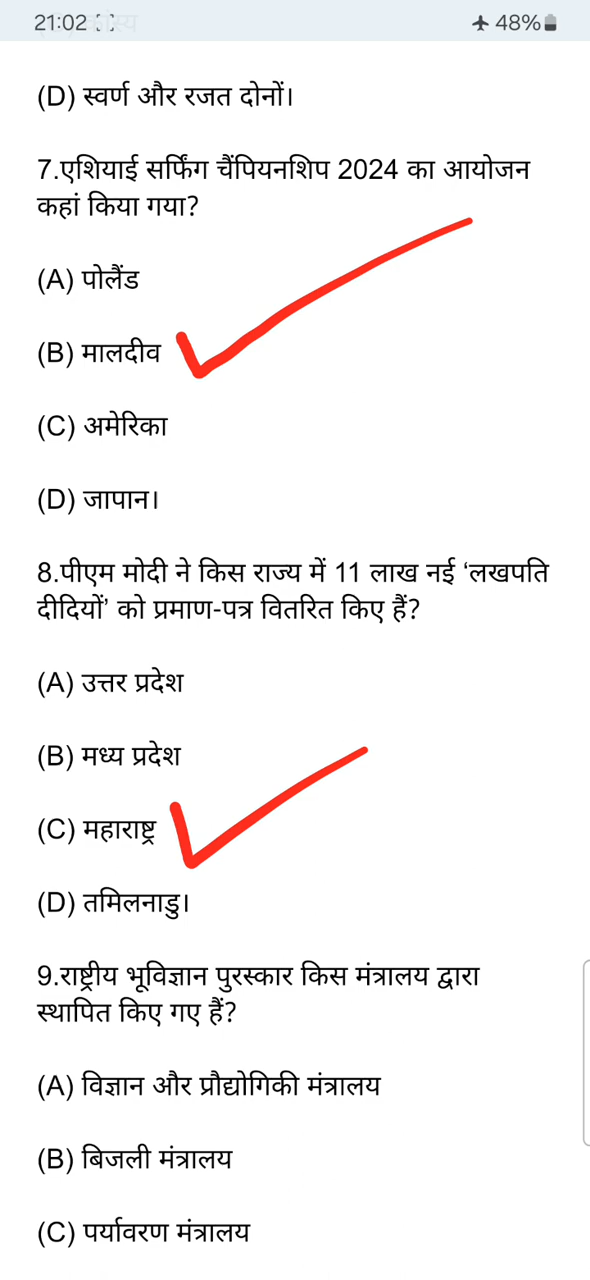 21:02
48%
(D) स्वर्ण और रजत दोनों।
7.एशियाई सर्फिंग चैंपियनशिप 2024 का आयोजन
कहां किया गया?
(A) पोलैंड
(B) मालदीव
(C) अमेरिका
(D) जापान।
8.पीएम मोदी ने किस राज्य में 11 लाख नई ‘लखपति
दीदियों’ को प्रमाण-पत्र वितरित किए हैं?
(A) उत्तर प्रदेश
(B) मध्य प्रदेश
(C) महाराष्ट्र
(D) तमिलनाडु।
9.राष्ट्रीय भूविज्ञान पुरस्कार किस मंत्रालय द्वारा
स्थापित किए गए हैं?
(A) विज्ञान और प्रौद्योगिकी मंत्रालय
(B) बिजली मंत्रालय
(C) पर्यावरण मंत्रालय